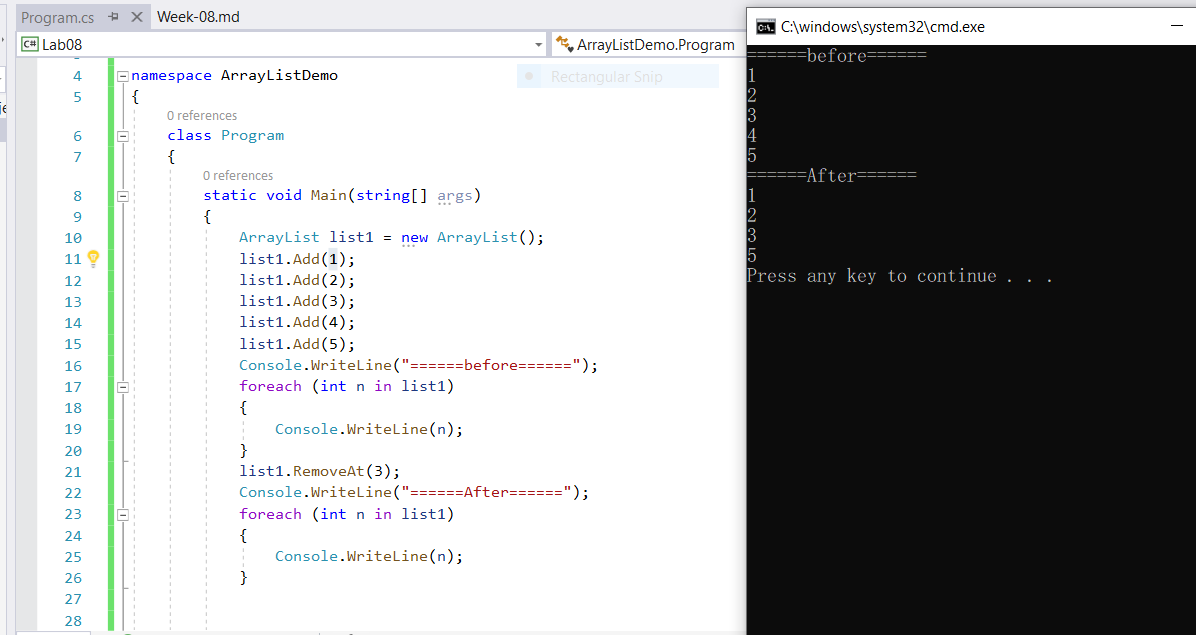 Program.cs
Week-08.md
C# Lab08
ArrayListDemo.Program
Rectangular Snip
4 namespace ArrayListDemo
5 {
0 references
6 class Program
7 {
0 references
8 static void Main(string[] args)
9 {
10 ArrayList list1 = new ArrayList();
11 list1.Add(1);
12 list1.Add(2);
13 list1.Add(3);
14 list1.Add(4);
15 list1.Add(5);
16 Console.WriteLine("======before======");
17 foreach (int n in list1)
18 {
19 Console.WriteLine(n);
20 }
21 list1.RemoveAt(3);
22 Console.WriteLine("======After======");
23 foreach (int n in list1)
24 {
25 Console.WriteLine(n);
26 }
27
28
C:\windows\system32\cmd.exe
======before======
1
2
3
4
5
======After======
1
2
3
5
Press any key to continue . . .